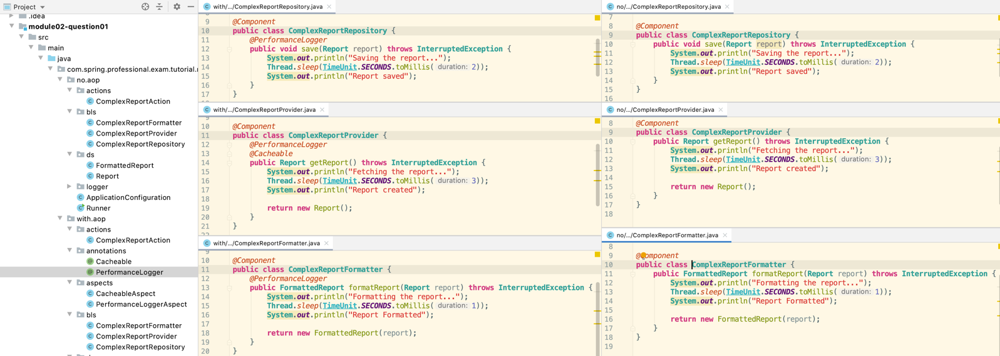 Project
.idea
module02-question01
src
main
java
com.spring.professional.exam.tutorial.
no.aop
actions
ComplexReportAction
bls
ComplexReportFormatter
ComplexReportProvider
ComplexReportRepository
ds
FormattedReport
Report
logger
ApplicationConfiguration
Runner
with.aop
actions
ComplexReportAction
annotations
Cacheable
PerformanceLogger
aspects
CacheableAspect
PerformanceLoggerAspect
bls
ComplexReportFormatter
ComplexReportProvider
ComplexReportRepository
with/.../ComplexReportRepository.java
9 @Component
10 public class ComplexReportRepository {
11 @PerformanceLogger
12 public void save(Report report) throws InterruptedException {
13 System.out.println("Saving the report...");
14 Thread.sleep(TimeUnit.SECONDS.toMillis( duration: 2));
15 System.out.println("Report saved");
16 }
17 }
with/.../ComplexReportProvider.java
9
10 @Component
11 public class ComplexReportProvider {
12 @PerformanceLogger
13 @Cacheable
14 public Report getReport() throws InterruptedException {
15 System.out.println("Fetching the report...");
16 Thread.sleep(TimeUnit.SECONDS.toMillis( duration: 3));
17 System.out.println("Report created");
18
19 return new Report();
20 }
21 }
with/.../ComplexReportFormatter.java
9
10 @Component
11 public class ComplexReportFormatter {
12 @PerformanceLogger
13 public FormattedReport formatReport(Report report) throws InterruptedException {
14 System.out.println("Formatting the report...");
15 Thread.sleep(TimeUnit.SECONDS.toMillis( duration: 1));
16 System.out.println("Report Formatted");
17
18 return new FormattedReport(report);
19 }
20 }
no/.../ComplexReportRepository.java
7
8 @Component
9 public class ComplexReportRepository {
10 public void save(Report report) throws InterruptedException {
11 System.out.println("Saving the report...");
12 Thread.sleep(TimeUnit.SECONDS.toMillis( duration: 2));
13 System.out.println("Report saved");
14 }
15 }
16
no/.../ComplexReportProvider.java
8 @Component
9 public class ComplexReportProvider {
10 public Report getReport() throws InterruptedException {
11 System.out.println("Fetching the report...");
12 Thread.sleep(TimeUnit.SECONDS.toMillis( duration: 3));
13 System.out.println("Report created");
14
15 return new Report();
16 }
17 }
18
no/.../ComplexReportFormatter.java
8
9 @Component
10 public class ComplexReportFormatter {
11 public FormattedReport formatReport(Report report) throws InterruptedException {
12 System.out.println("Formatting the report...");
13 Thread.sleep(TimeUnit.SECONDS.toMillis( duration: 1));
14 System.out.println("Report Formatted");
15
16 return new FormattedReport(report);
17 }
18 }
19